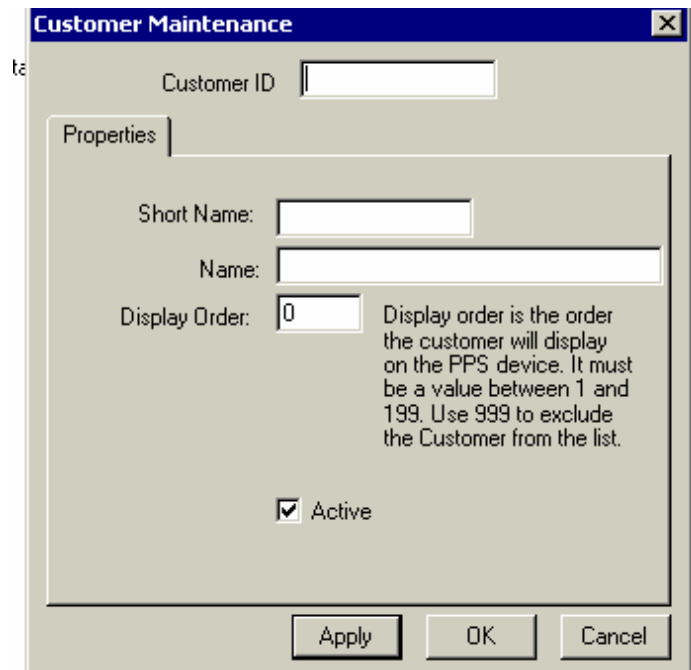 Customer Maintenance
ta
Customer ID
Properties
Short Name:
Name:
Display Order: 0
Display order is the order
the customer will display
on the PPS device. It must
be a value between 1 and
199. Use 999 to exclude
the Customer from the list.
Active
Apply OK Cancel